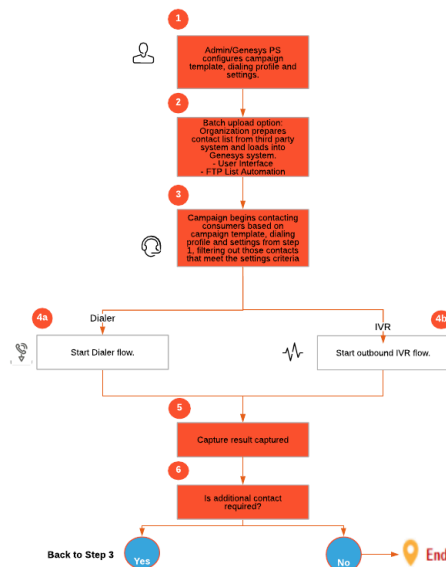 1
Admin/Genesys PS
configures campaign
template, dialing profile and
settings.
2
Batch upload option:
Organization prepares
contact list from third party
system and loads into
Genesys system.
- User Interface
- FTP List Automation
3
Campaign begins contacting
consumers based on
campaign template, dialing
profile and settings from step
1, filtering out those contacts
that meet the settings criteria
4a
Dialer
Start Dialer flow.
4b
IVR
Start outbound IVR flow.
5
Capture result captured
6
Is additional contact
required?
Back to Step 3
Yes
No
End